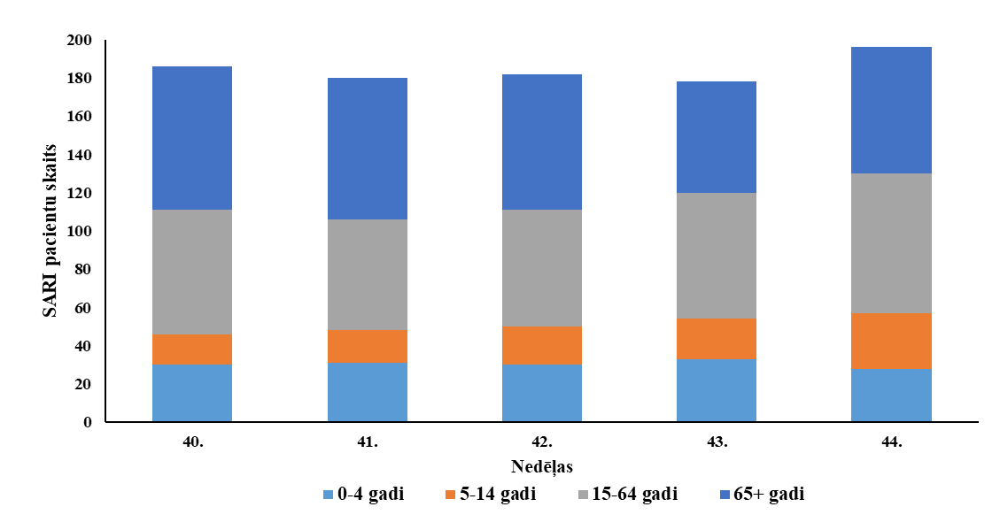 200
180
160
140
120
100
80
60
40
20
0
SARI pacientu skaits
40. 41. 42. 43. 44.
Nedēļas
0-4 gadi 5-14 gadi 15-64 gadi 65+ gadi